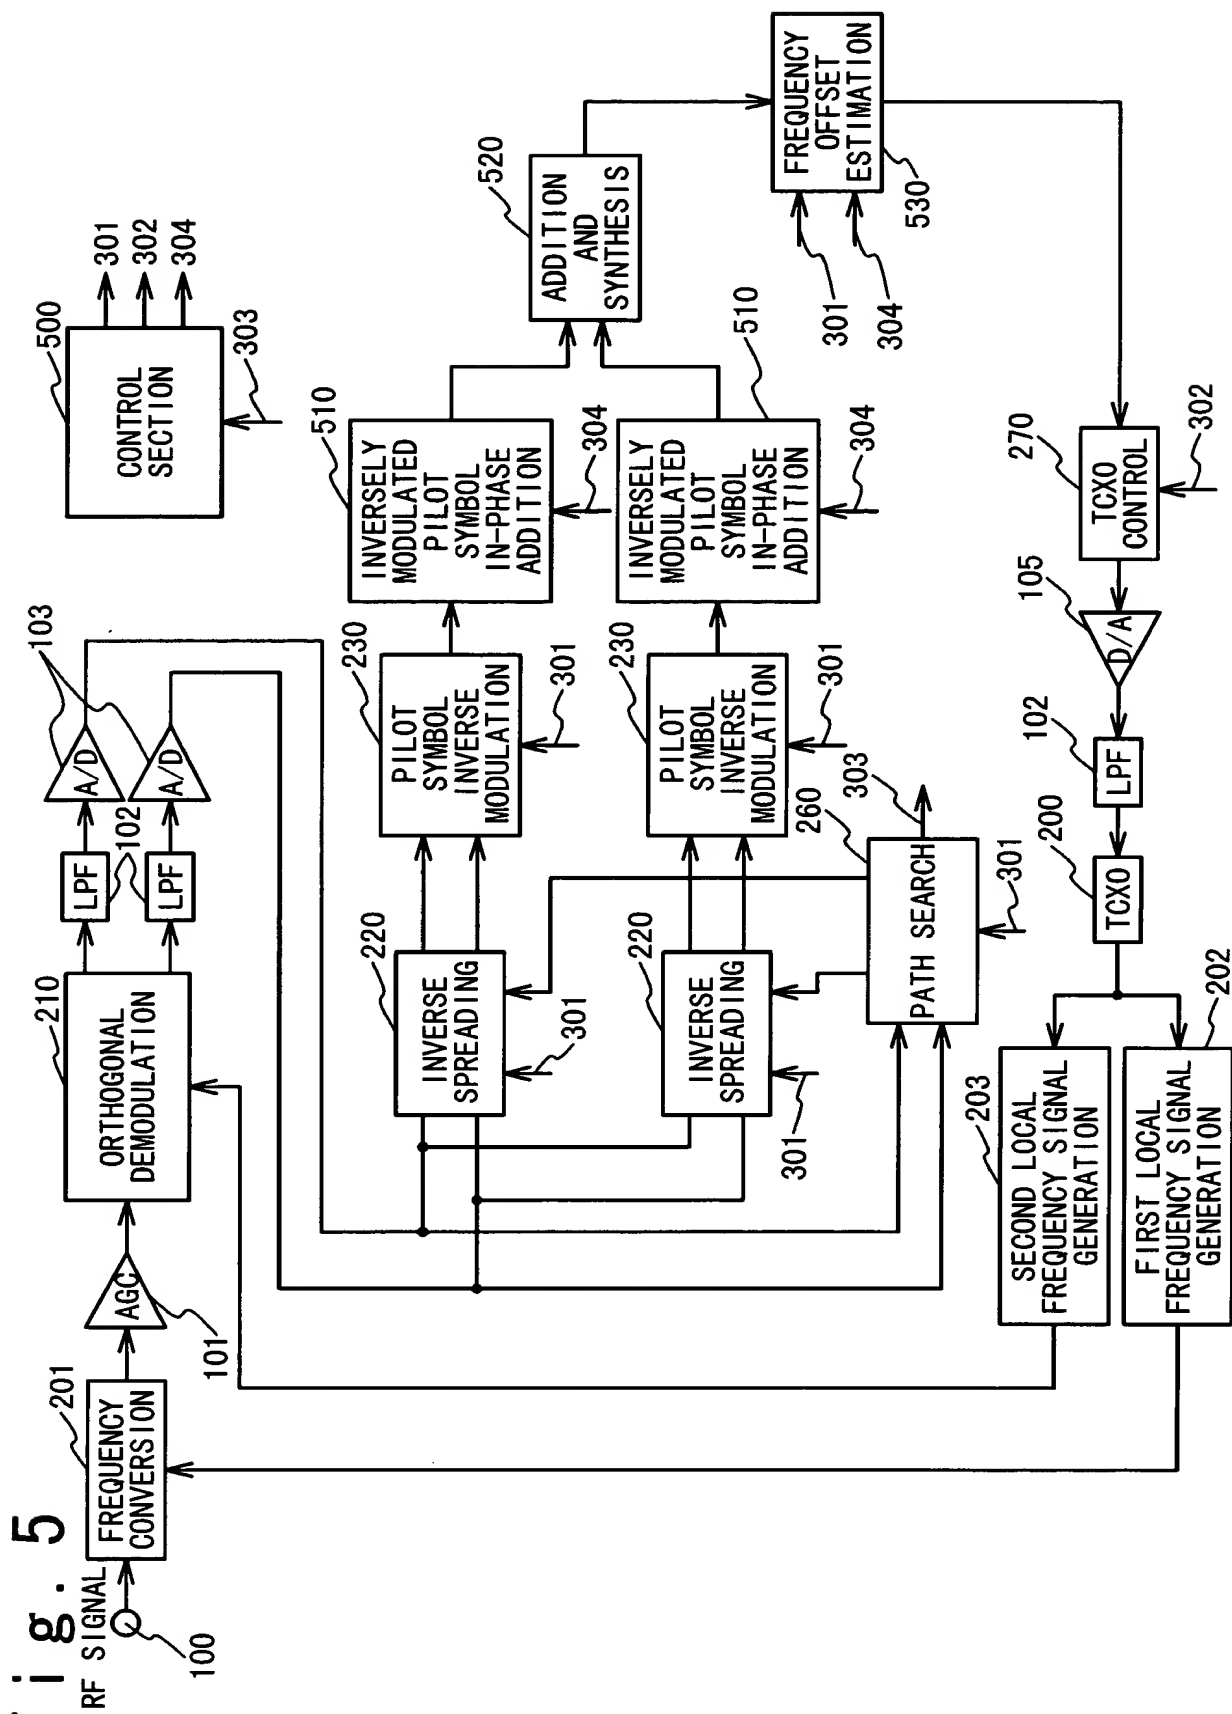 Fig. 5
RF SIGNAL
100
201
FREQUENCY
CONVERSION
AGC
101
210
ORTHOGONAL
DEMODULATION
LPF
LPF
102
A/D
A/D
103
500
CONTROL
SECTION
301
302
304
303
220
INVERSE
SPREADING
301
230
PILOT
SYMBOL
INVERSE
MODULATION
301
510
INVERSELY
MODULATED
PILOT
SYMBOL
IN-PHASE
ADDITION
304
520
ADDITION
AND
SYNTHESIS
220
INVERSE
SPREADING
301
230
PILOT
SYMBOL
INVERSE
MODULATION
301
510
INVERSELY
MODULATED
PILOT
SYMBOL
IN-PHASE
ADDITION
304
FREQUENCY
OFFSET
ESTIMATION
530
301
304
260
PATH SEARCH
303
301
203
SECOND LOCAL
FREQUENCY SIGNAL
GENERATION
202
FIRST LOCAL
FREQUENCY SIGNAL
GENERATION
200
TCXO
102
LPF
105
D/A
270
TCXO
CONTROL
302